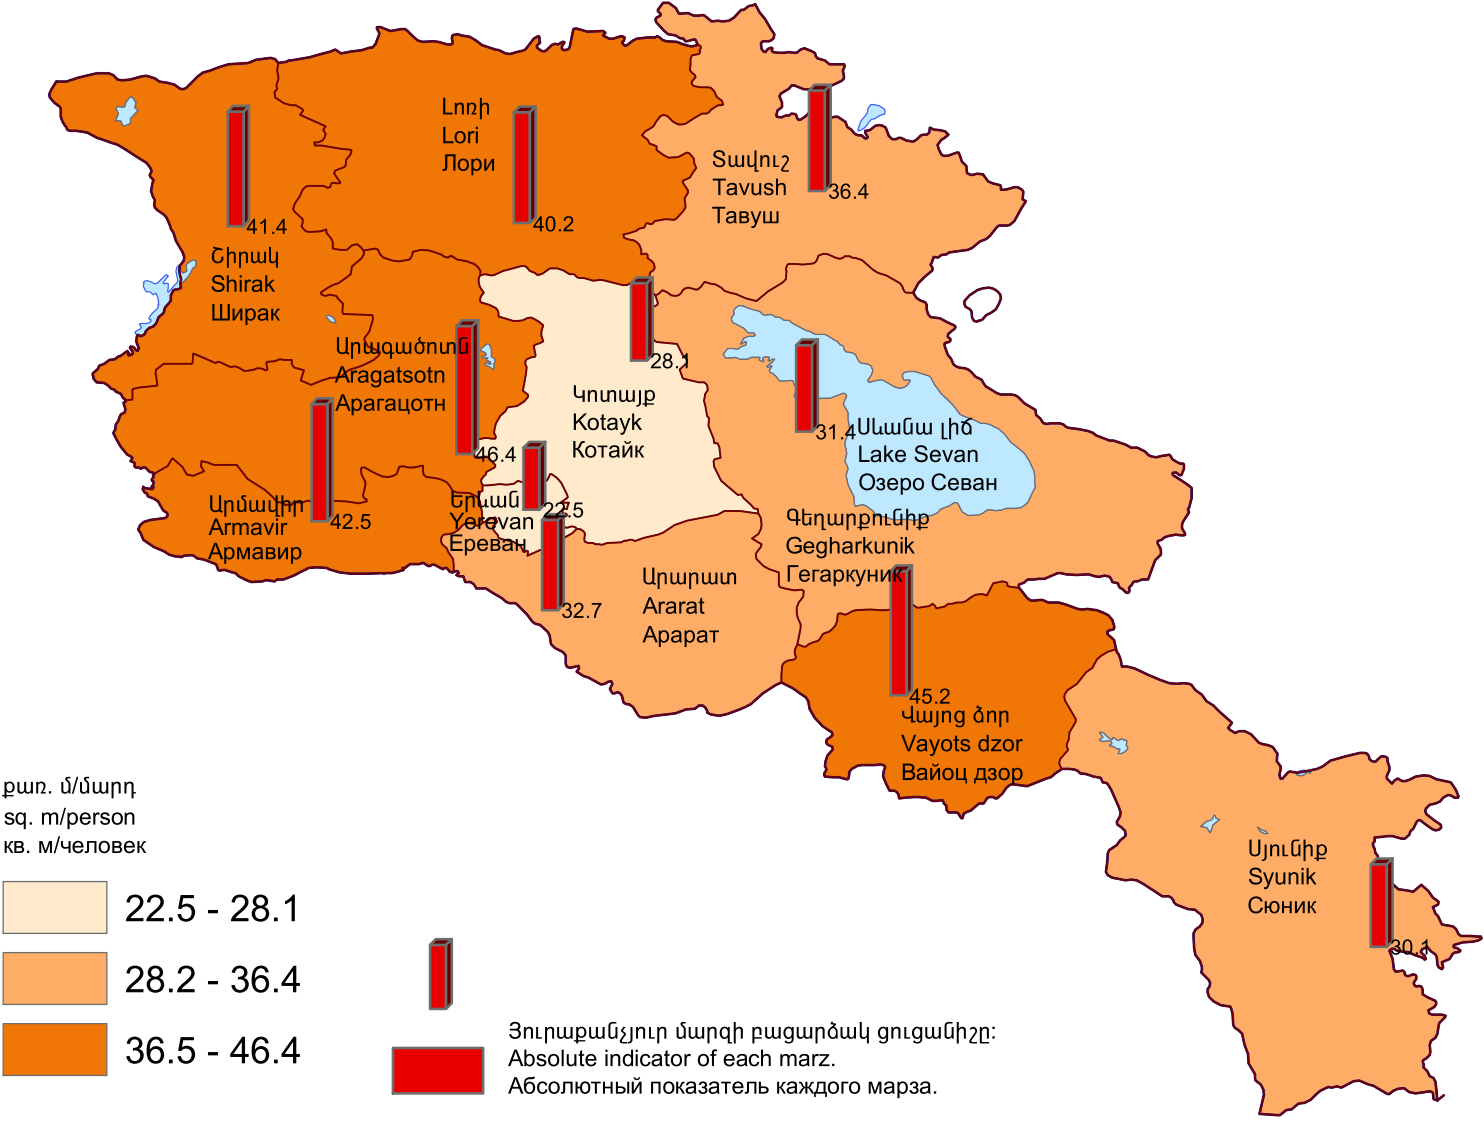 Լոռի
Lori
Лори
40.2
Տավուշ
Tavush
Тавуш
36.4
41.4
Շիրակ
Shirak
Ширак
Արագածոտն
Aragatsotn
Арагацотн
46.4
28.1
Կոտայք
Kotayk
Котайк
31.4
Սևանա լիճ
Lake Sevan
Озеро Севан
Արմավիր
Armavir
Армавир
42.5
Երևան
Yerevan
Ереван
22.5
Գեղարքունիք
Gegharkunik
Гегаркуник
Արարատ
Ararat
Арарат
32.7
45.2
Վայոց ձոր
Vayots dzor
Вайоц дзор
Սյունիք
Syunik
Сюник
30.1
քառ. մ/մարդ
sq. m/person
кв. м/человек
22.5 - 28.1
28.2 - 36.4
36.5 - 46.4
Յուրաքանչյուր մարզի բացարձակ ցուցանիշը:
Absolute indicator of each marz.
Абсолютный показатель каждого марза.